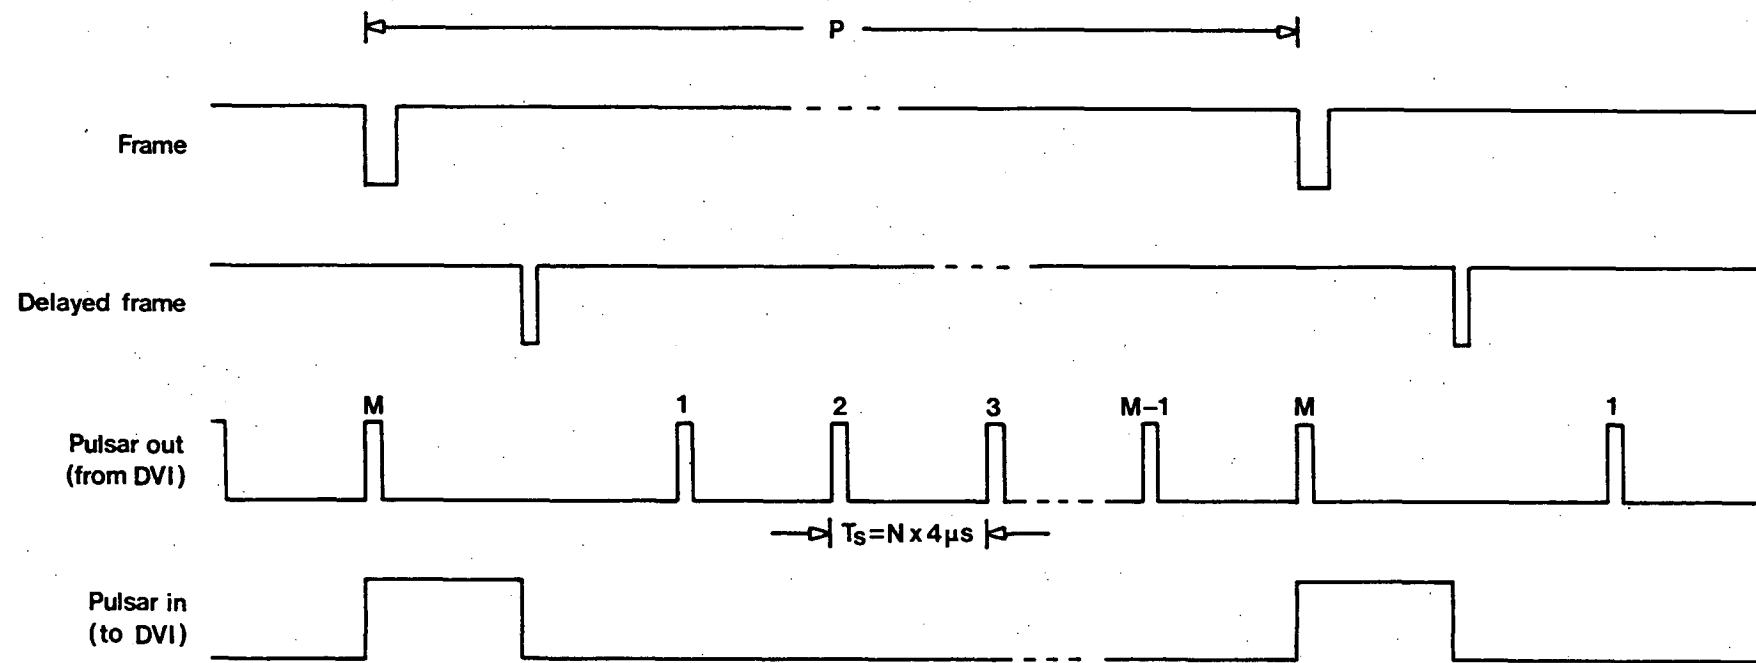 P
Frame
Delayed frame
M 1 2 3 M–1 M 1
Pulsar out
(from DVI)
Ts=N x 4µs
Pulsar in
(to DVI)